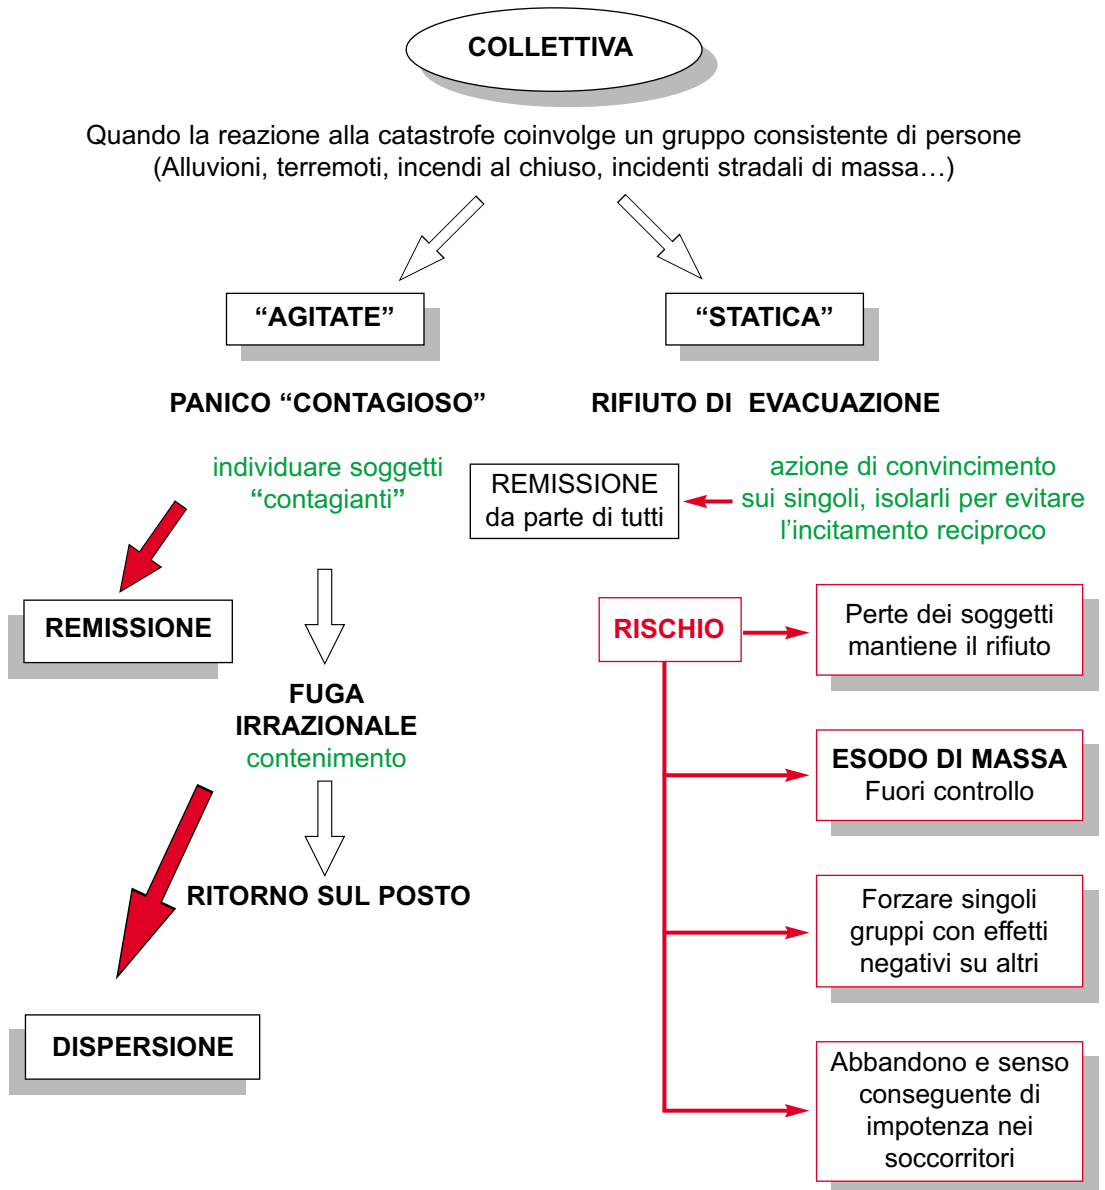 COLLETTIVA
Quando la reazione alla catastrofe coinvolge un gruppo consistente di persone
(Alluvioni, terremoti, incendi al chiuso, incidenti stradali di massa…)
“AGITATE”
PANICO “CONTAGIOSO”
individuare soggetti
“contagianti”
REMISSIONE
FUGA
IRRAZIONALE
contenimento
RITORNO SUL POSTO
DISPERSIONE
“STATICA”
RIFIUTO DI EVACUAZIONE
azione di convincimento
sui singoli, isolarli per evitare
l’incitamento reciproco
REMISSIONE
da parte di tutti
RISCHIO
Perte dei soggetti
mantiene il rifiuto
ESODO DI MASSA
Fuori controllo
Forzare singoli
gruppi con effetti
negativi su altri
Abbandono e senso
conseguente di
impotenza nei
soccorritori